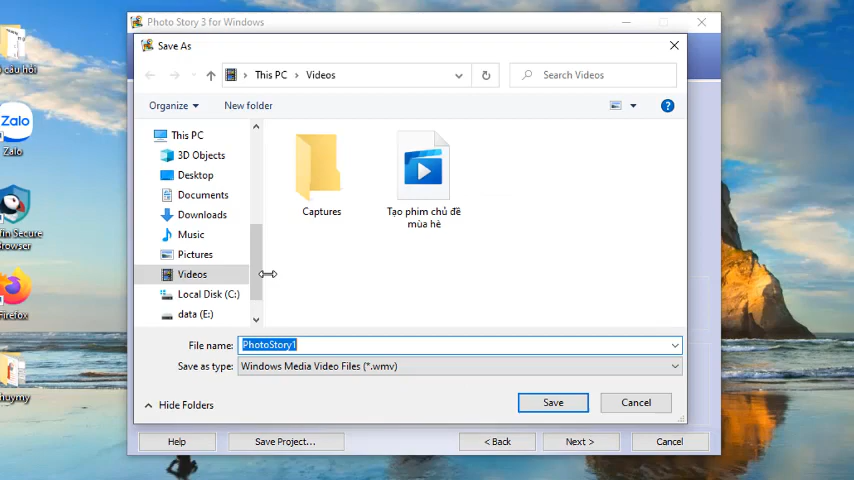 Photo Story 3 for Windows
Save As
This PC
Videos
Search Videos
Organize
New folder
This PC
3D Objects
Desktop
Documents
Downloads
Music
Pictures
Videos
Local Disk (C:)
data (E:)
Captures
Tạo phim chủ đề
mùa hè
File name:
PhotoStory1
Save as type:
Windows Media Video Files (*.wmv)
Hide Folders
Save
Cancel
Help
Save Project...
< Back
Next >
Cancel
Zalo
Zalo
Browser
Firefox